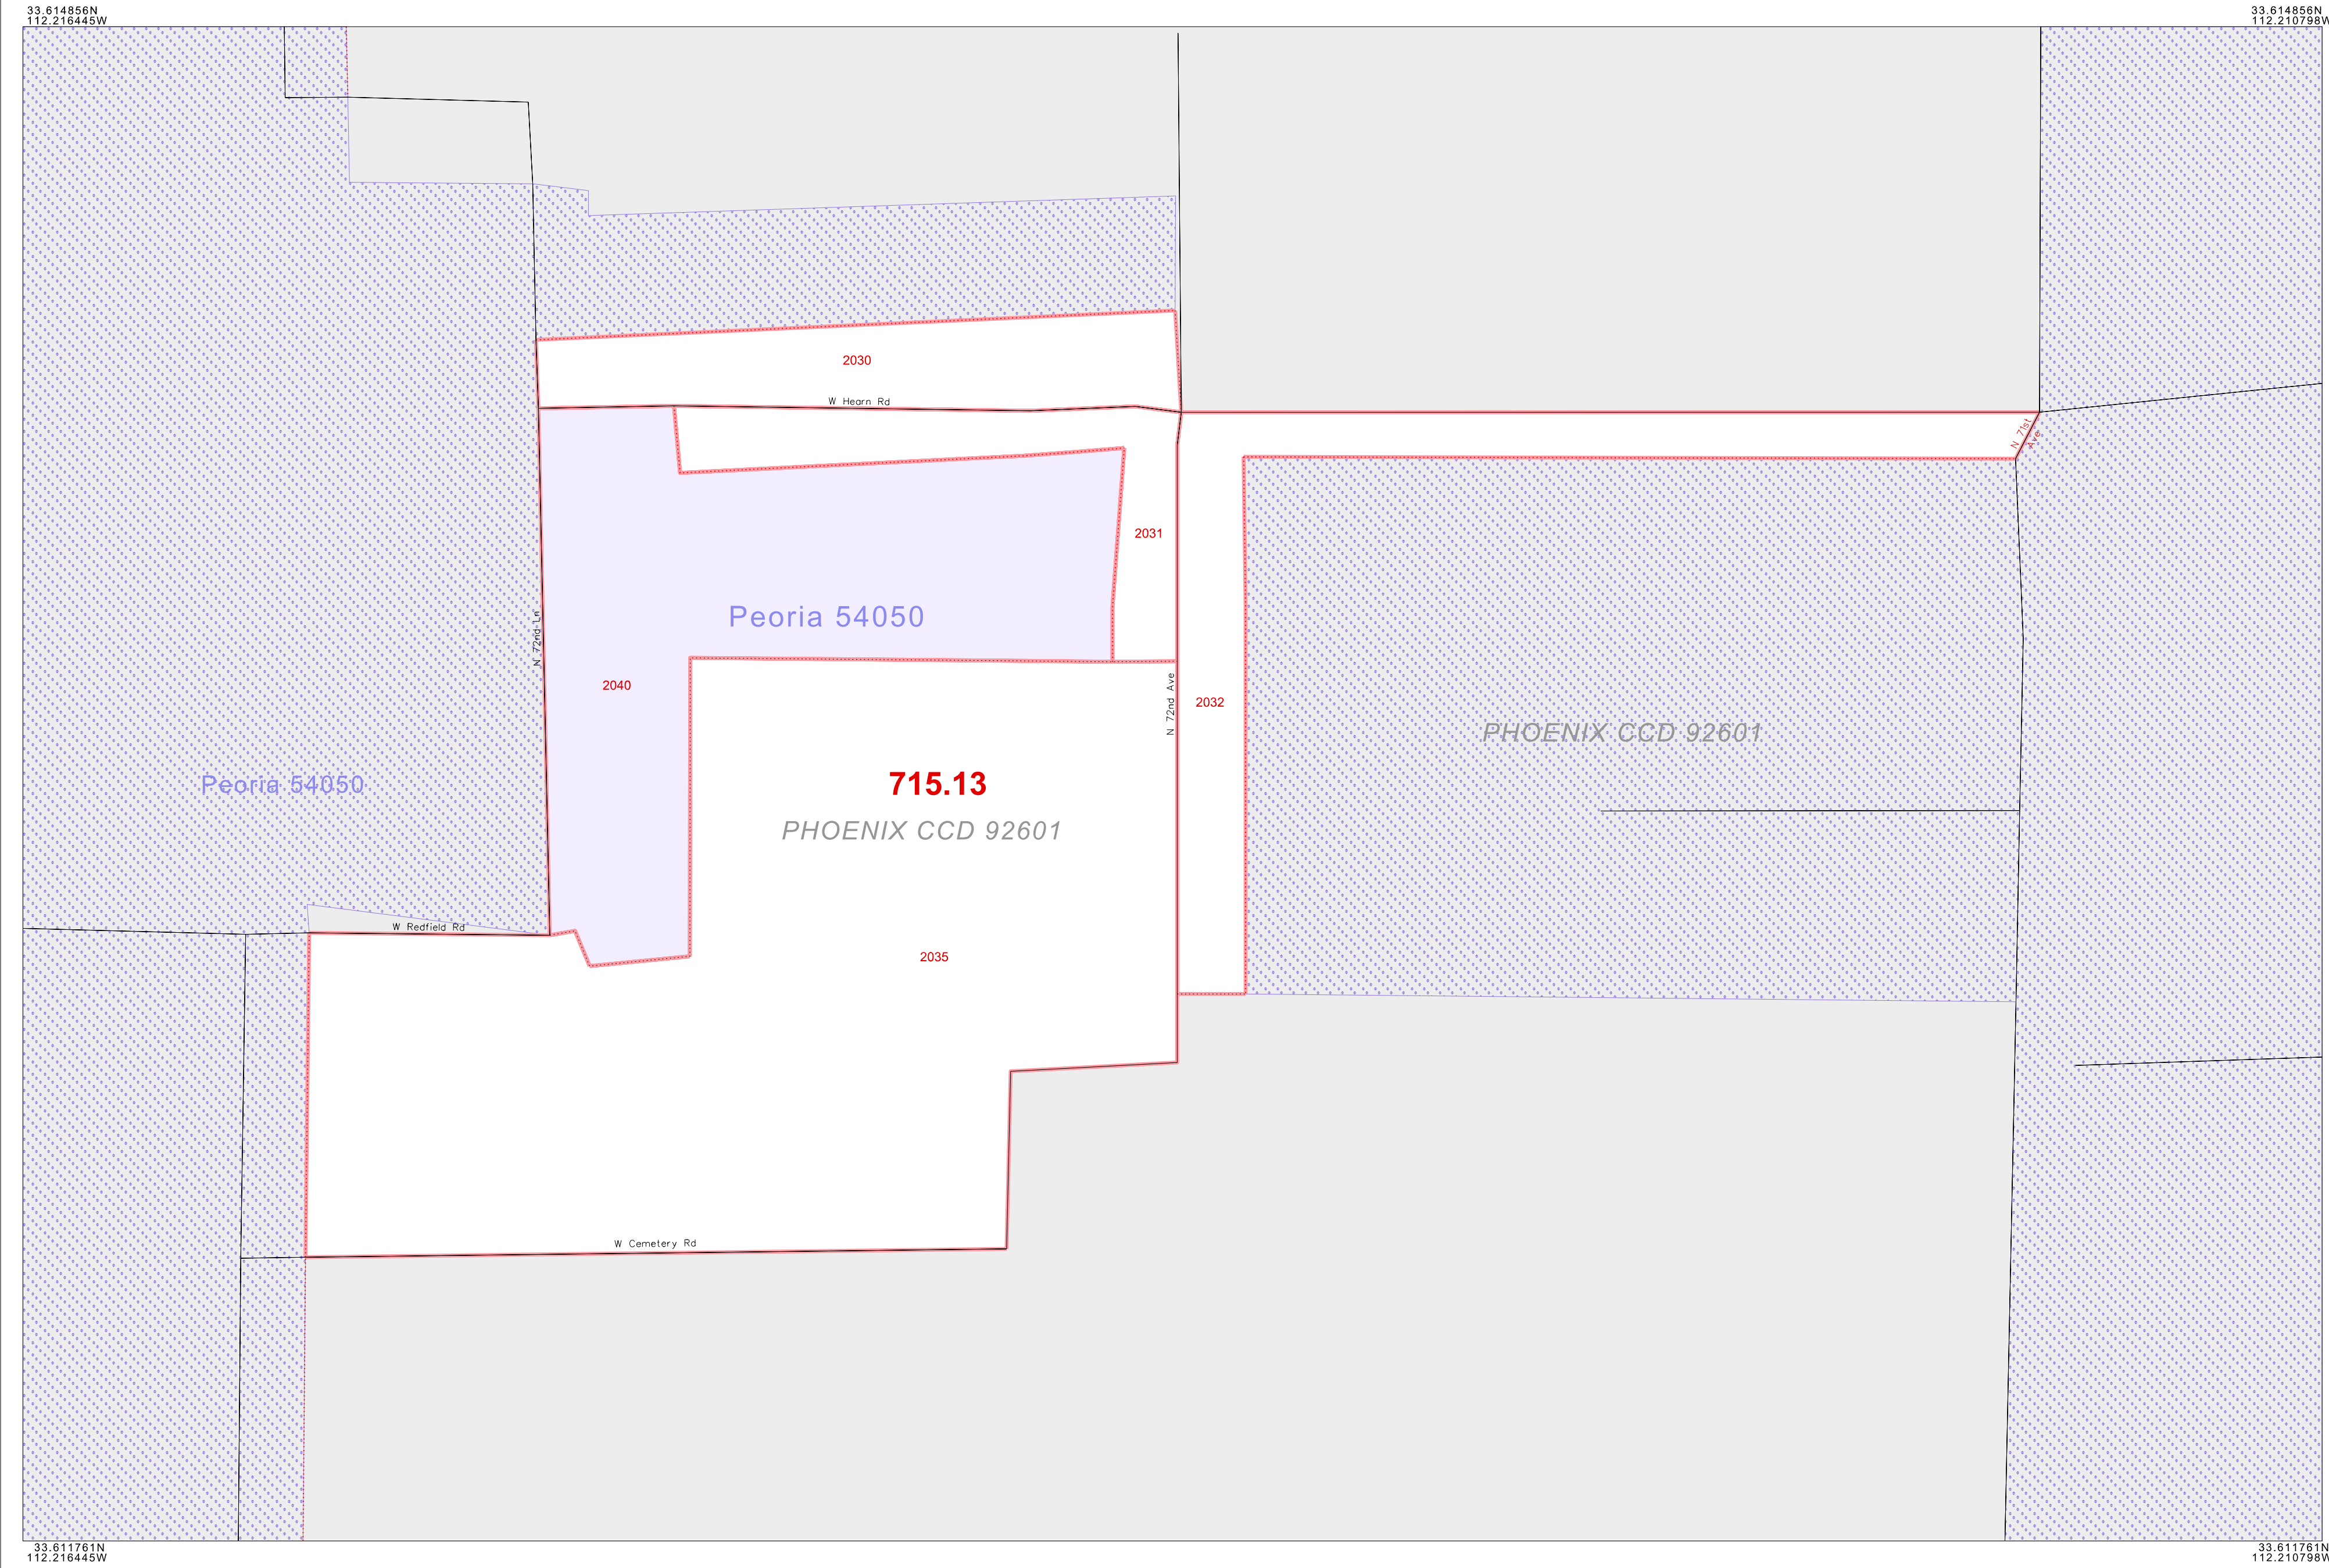 33.614856N
112.216445W
33.614856N
112.210798W
2030
W Hearn Rd
N 71st
Ave
2031
Peoria 54050
N 72nd Ln
2040
N 72nd Ave
2032
PHOENIX CCD 92601
Peoria 54050
715.13
PHOENIX CCD 92601
W Redfield Rd
2035
W Cemetery Rd
33.611761N
112.216445W
33.611761N
112.210798W